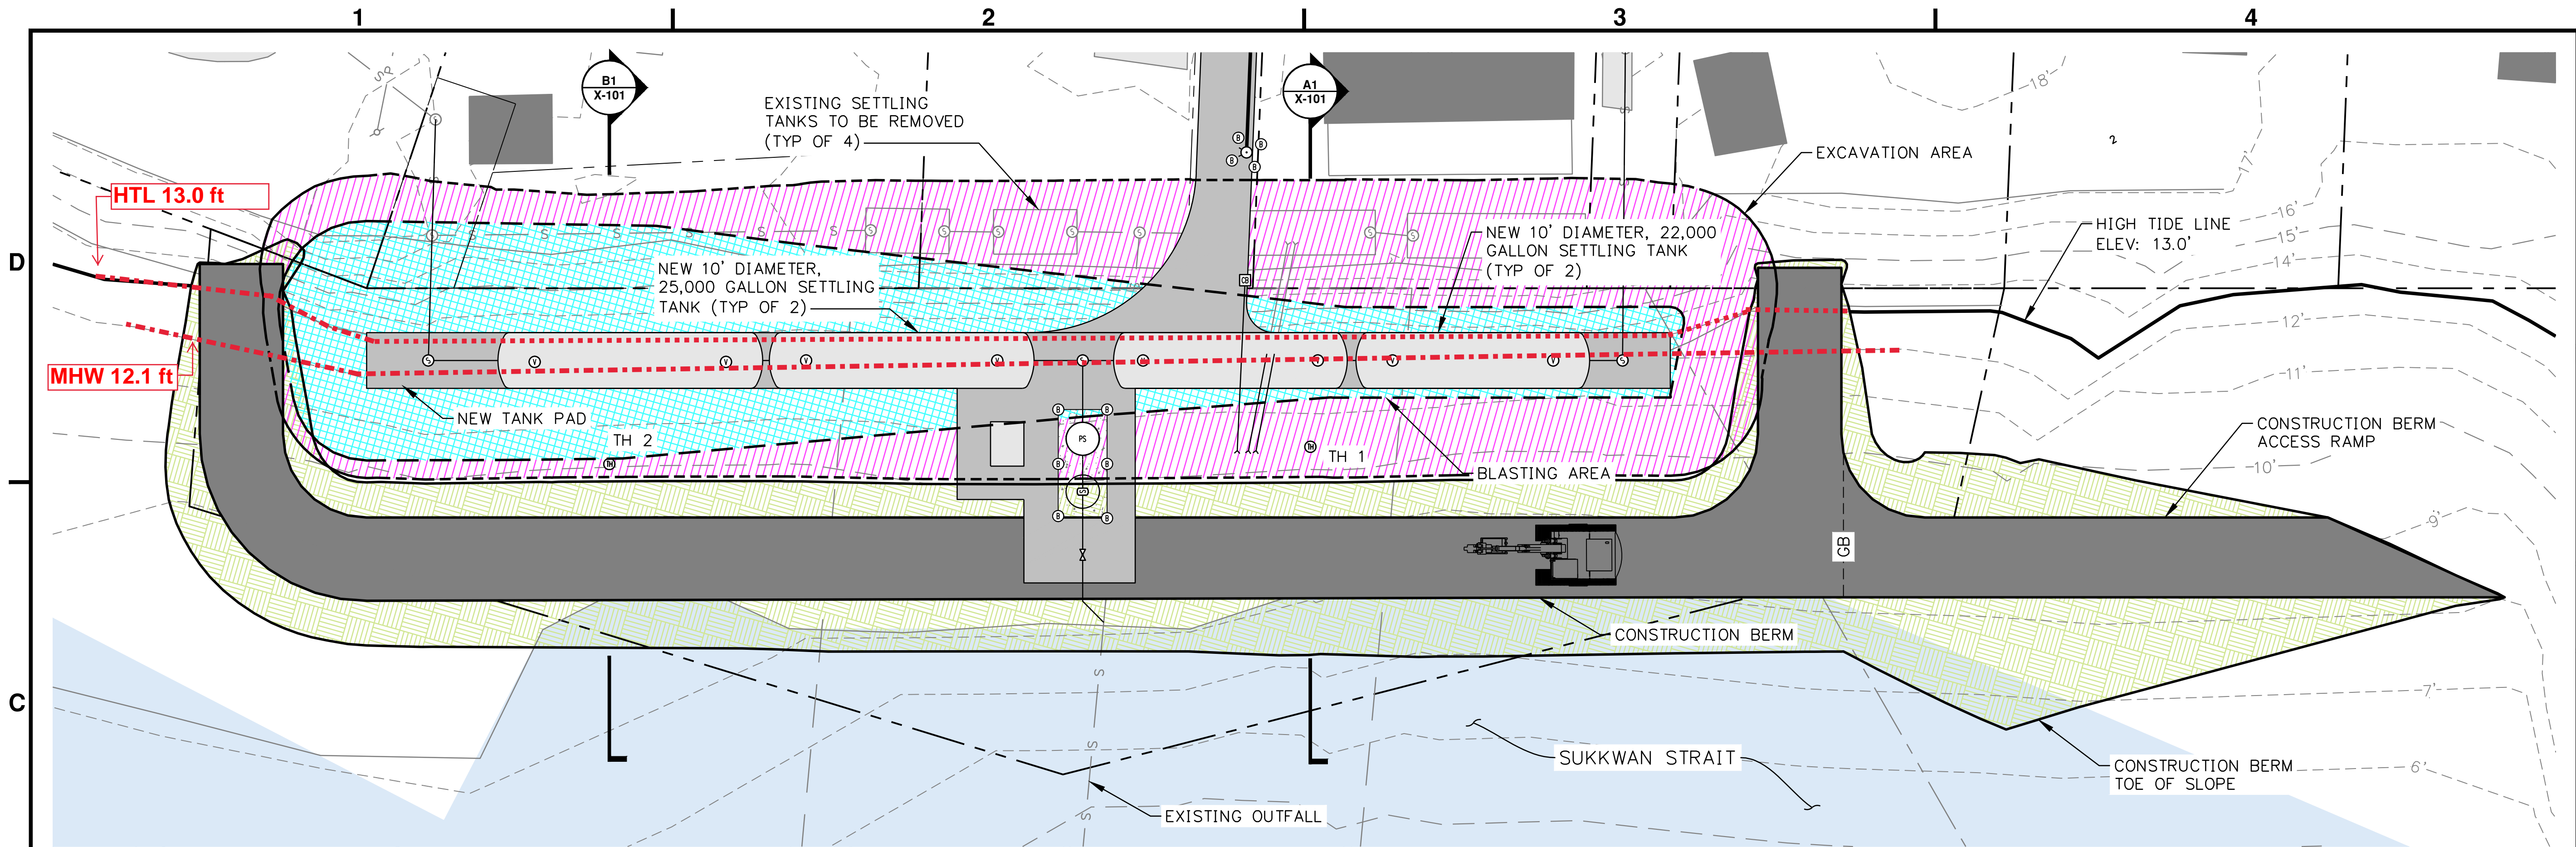 1
2
3
4
B1
X-101
A1
X-101
EXISTING SETTLING
TANKS TO BE REMOVED
(TYP OF 4)
SP
S
18'
2
17'
EXCAVATION AREA
HTL 13.0 ft
HIGH TIDE LINE
ELEV: 13.0'
16'
15'
14'
D
NEW 10' DIAMETER, 22,000
GALLON SETTLING TANK
(TYP OF 2)
NEW 10' DIAMETER,
25,000 GALLON SETTLING
TANK (TYP OF 2)
CB
12'
MHW 12.1 ft
11'
NEW TANK PAD
TH 2
PS
TH 1
BLASTING AREA
CONSTRUCTION BERM
ACCESS RAMP
10'
9'
GB
CONSTRUCTION BERM
C
7'
SUKKWAN STRAIT
6'
CONSTRUCTION BERM
TOE OF SLOPE
EXISTING OUTFALL